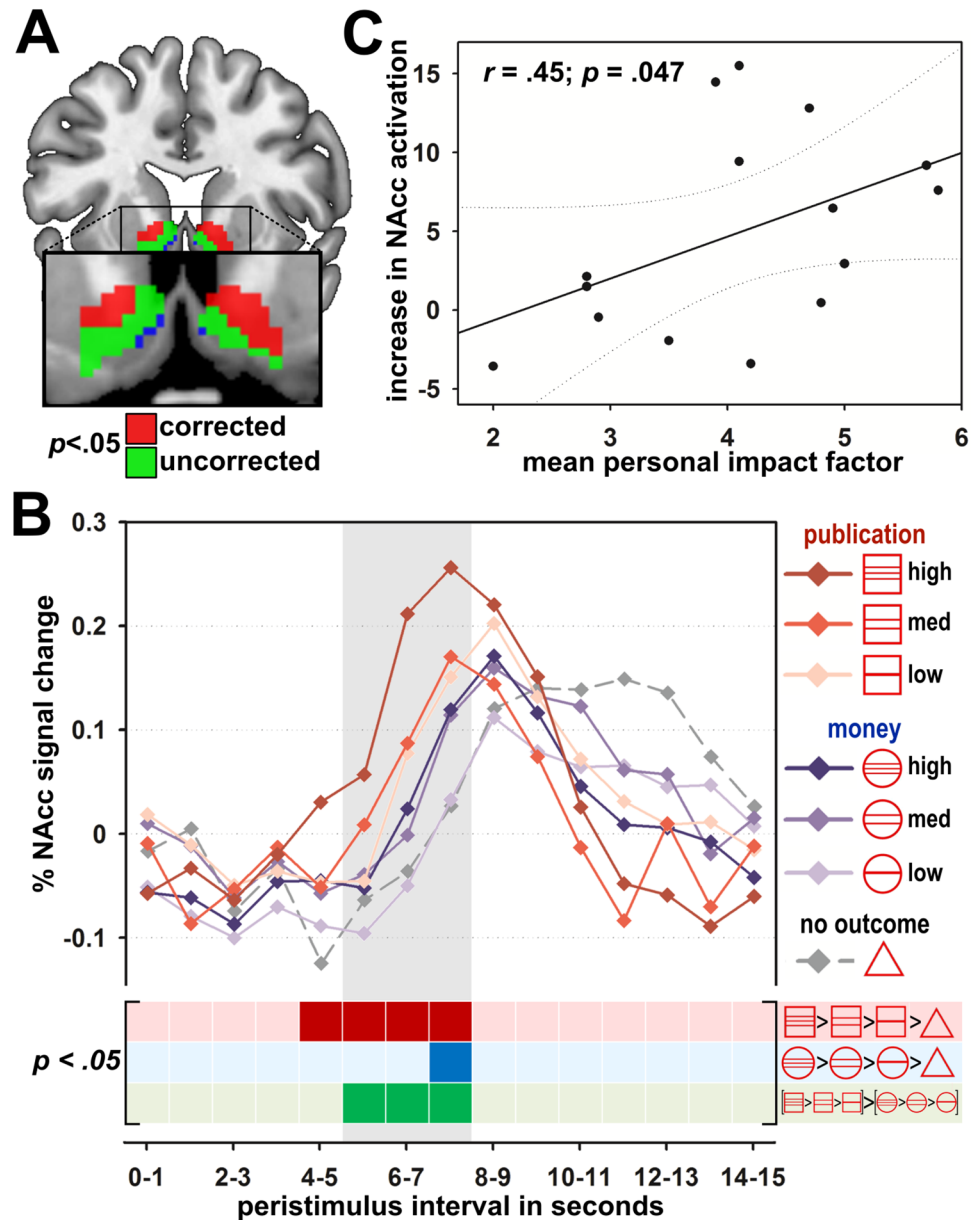 A
p<.05
corrected
uncorrected
C
r = .45; p = .047
increase in NAcc activation
15
10
5
0
-5
2 3 4 5 6
mean personal impact factor
B
% NAcc signal change
0.3
0.2
0.1
0
-0.1
publication
high
med
low
money
high
med
low
no outcome
p < .05
> > >
> > >
[ > > ]>[ > > ]
0-1 2-3 4-5 6-7 8-9 10-11 12-13 14-15
peristimulus interval in seconds